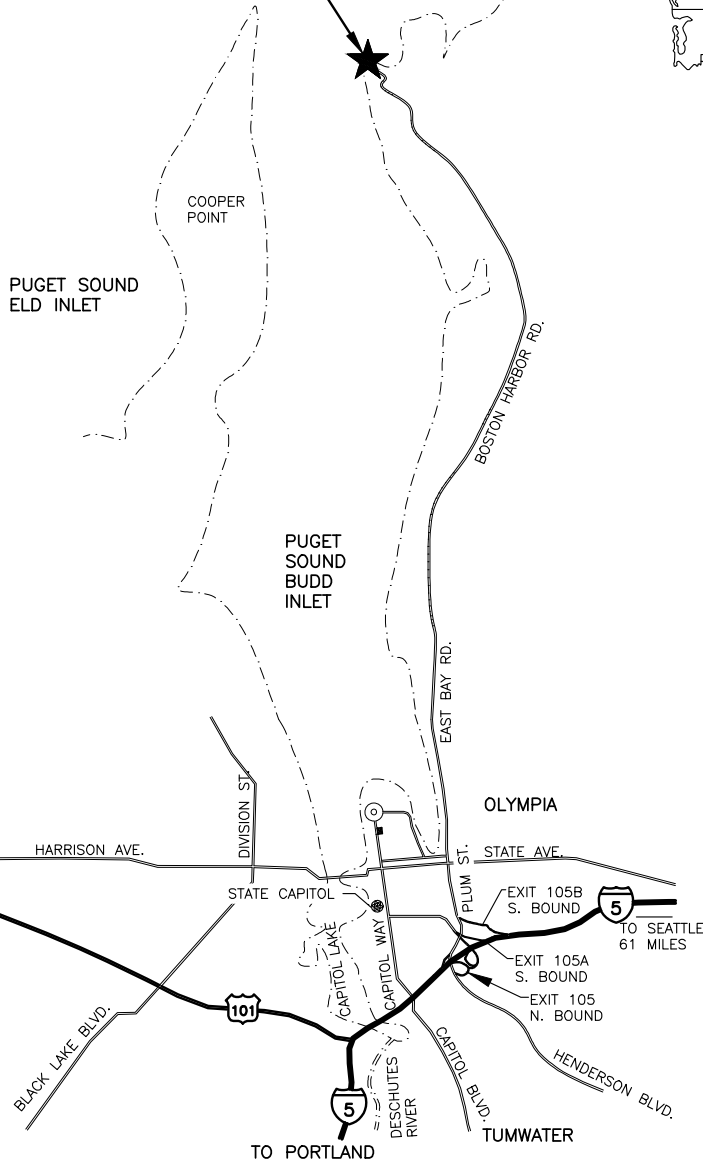 COOPER
POINT
PUGET SOUND
ELD INLET
BOSTON HARBOR RD.
PUGET
SOUND
BUDD
INLET
EAST BAY RD.
DIVISION ST.
OLYMPIA
HARRISON AVE.
PLUM ST.
STATE AVE.
STATE CAPITOL
EXIT 105B
S. BOUND
5
TO SEATTLE
61 MILES
CAPITOL LAKE
CAPITOL WAY
EXIT 105A
S. BOUND
EXIT 105
N. BOUND
101
BLACK LAKE BLVD.
CAPITOL BLVD.
HENDERSON BLVD.
DESCHUTES
RIVER
5
TUMWATER
TO PORTLAND